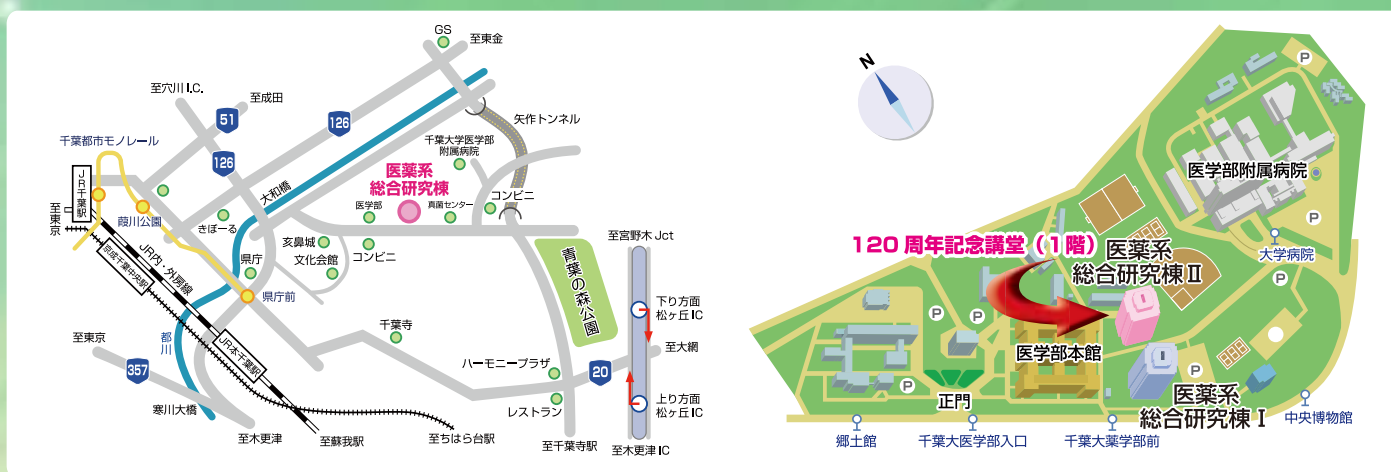 GS
至東金
至穴川 I.C.
至成田
51
126
126
矢作トンネル
千葉都市モノレール
千葉大学医学部
附属病院
医薬系
総合研究棟
大和橋
JR千葉駅
至東京
葭川公園
きぼーる
医学部
真菌センター
コンビニ
亥鼻城
文化会館
コンビニ
県庁
県庁前
京成千葉中央駅
JR内・外房線
青葉の森公園
至宮野木 Jct
下り方面
松ヶ丘 IC
千葉寺
至東京
都川
JR本千葉駅
ハーモニープラザ
至大網
20
357
レストラン
上り方面
松ヶ丘 IC
寒川大橋
至木更津
至蘇我駅
至ちはら台駅
至千葉寺駅
至木更津 IC
N
P
医学部附属病院
P
大学病院
120 周年記念講堂(1階)
医薬系
総合研究棟Ⅱ
P
P
P
医学部本館
P
P
正門
医薬系
総合研究棟Ⅰ
中央博物館
郷土館
千葉大医学部入口
千葉大薬学部前